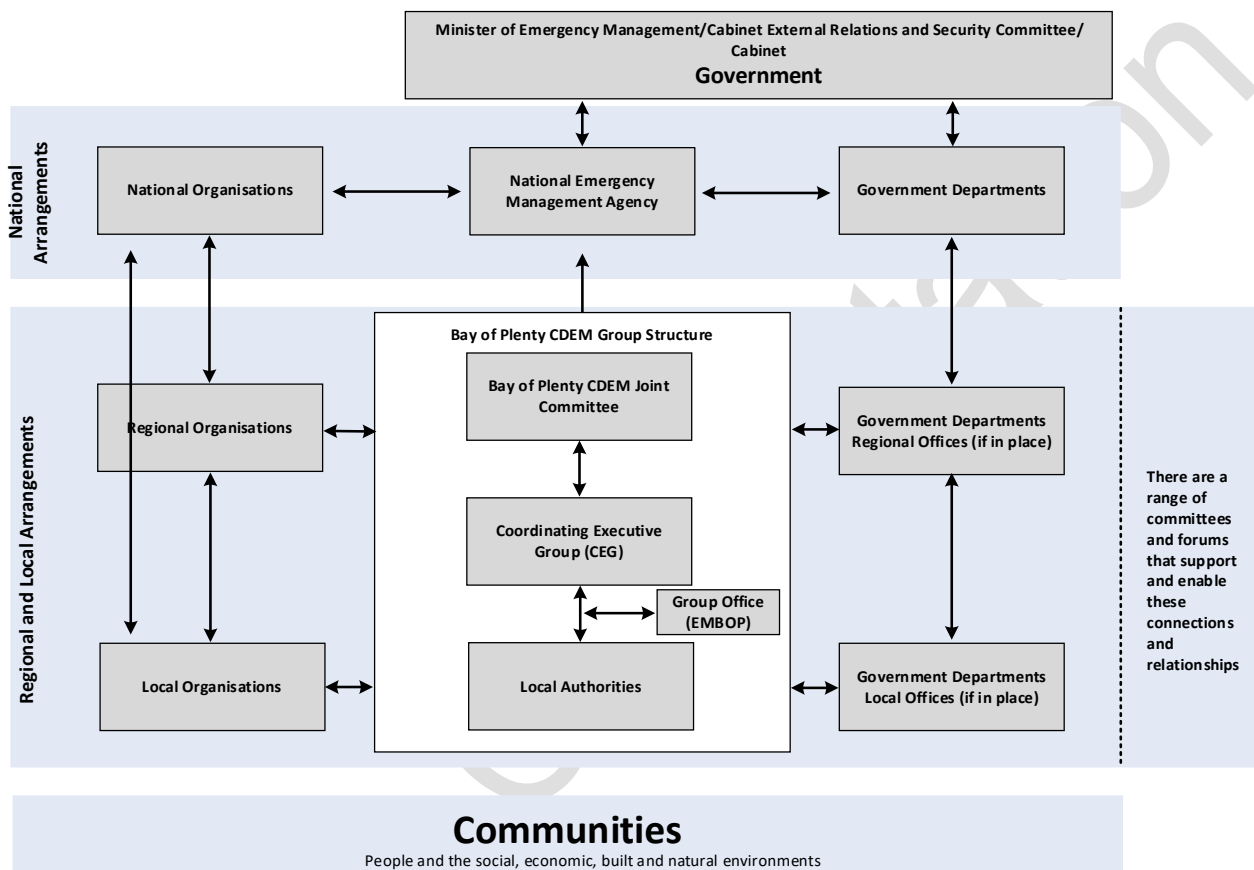 Minister of Emergency Management/Cabinet External Relations and Security Committee/
Cabinet
Government
National
Arrangements
National Organisations
National Emergency
Management Agency
Government Departments
Regional and Local Arrangements
Bay of Plenty CDEM Group Structure
Bay of Plenty CDEM Joint
Committee
Regional Organisations
Government Departments
Regional Offices (if in place)
Coordinating Executive
Group (CEG)
Group Office
(EMBOP)
Local Organisations
Local Authorities
Government Departments
Local Offices (if in place)
There are a
range of
committees
and forums
that support
and enable
these
connections
and
relationships
Communities
People and the social, economic, built and natural environments